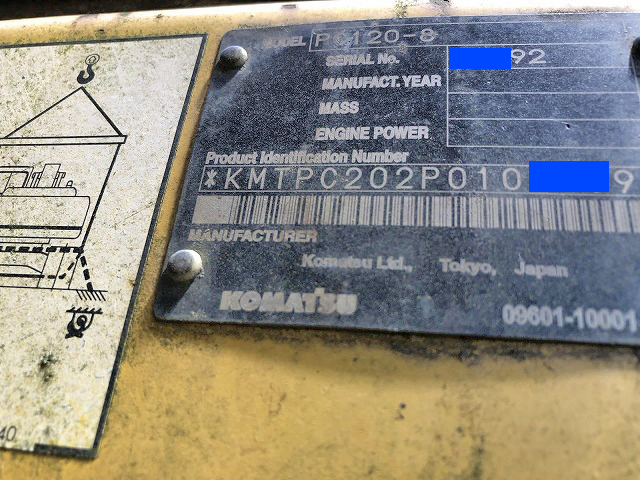 MODEL PC120-8
SERIAL No. 92
MANUFACT. YEAR
MASS
ENGINE POWER
Product Identification Number
*KMTPC202P010 9
MANUFACTURER
Komatsu Ltd., Tokyo, Japan
KOMATSU
09601-10001
40